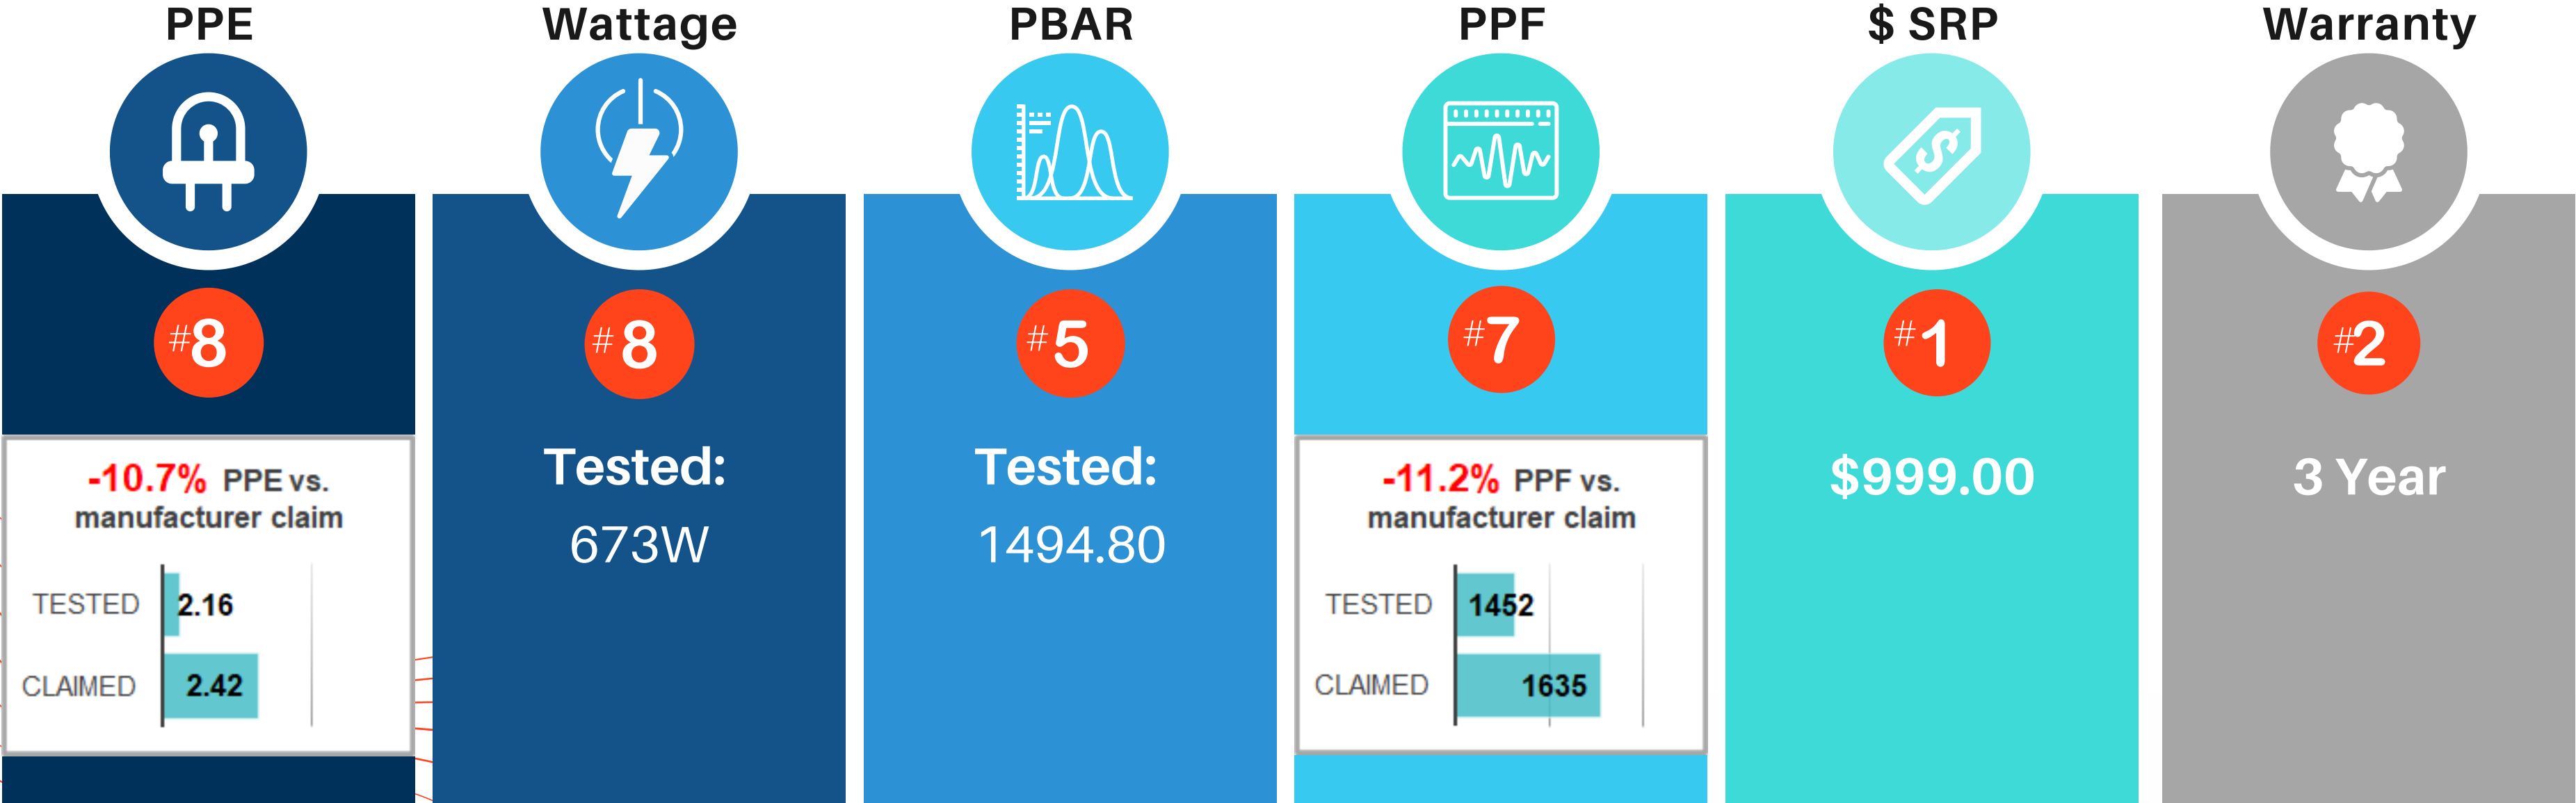 PPE
#8
-10.7% PPE vs.
manufacturer claim
TESTED 2.16
CLAIMED 2.42
Wattage
#8
Tested:
673W
PBAR
#5
Tested:
1494.80
PPF
#7
-11.2% PPF vs.
manufacturer claim
TESTED 1452
CLAIMED 1635
$ SRP
$
#1
$999.00
Warranty
#2
3 Year